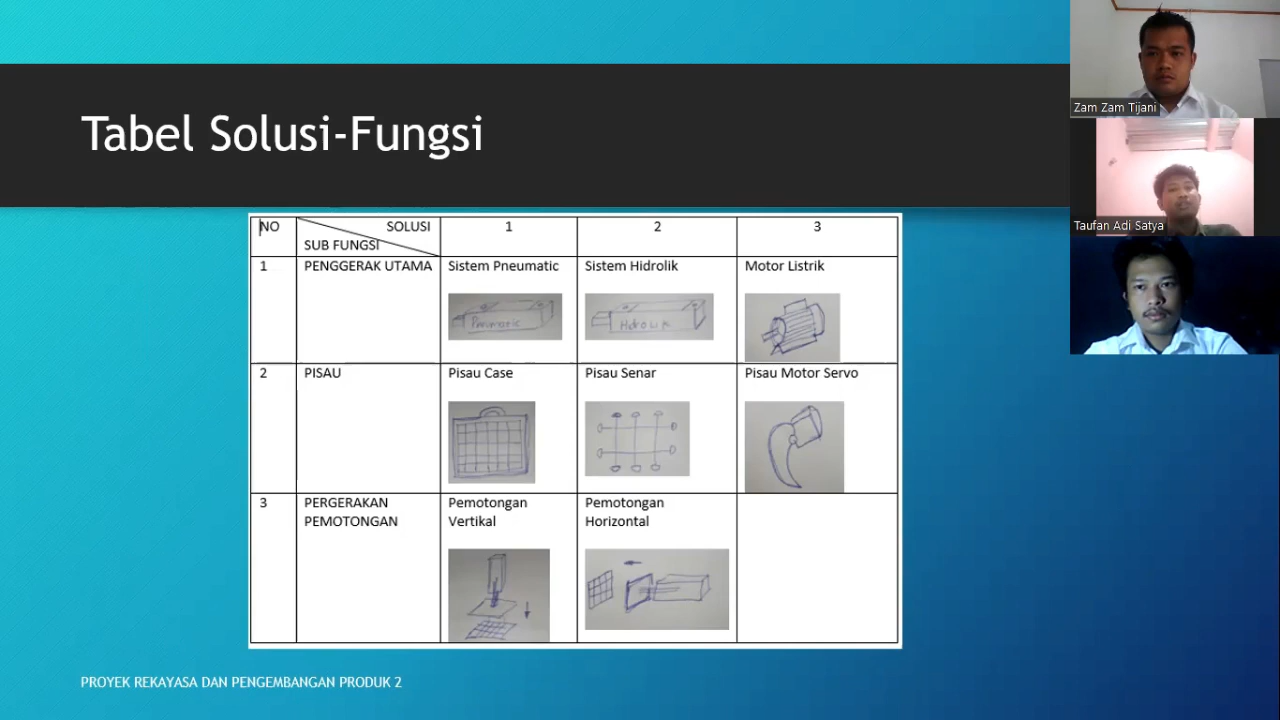 Tabel Solusi-Fungsi
NO
SOLUSI
SUB FUNGSI
1
2
3
1
PENGGERAK UTAMA
Sistem Pneumatic
Sistem Hidrolik
Motor Listrik
Pneumatic
Hidrolik
2
PISAU
Pisau Case
Pisau Senar
Pisau Motor Servo
3
PERGERAKAN
PEMOTONGAN
Pemotongan
Vertikal
Pemotongan
Horizontal
PROYEK REKAYASA DAN PENGEMBANGAN PRODUK 2
Zam Zam Tijani
Taufan Adi Satya